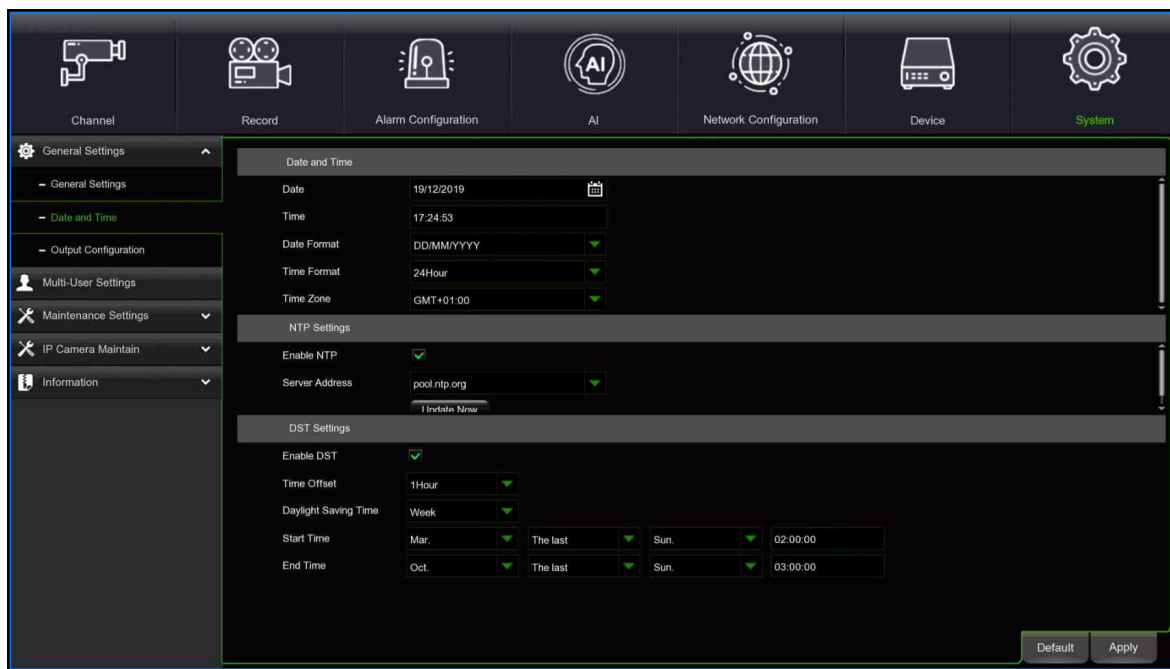 Channel Record Alarm Configuration AI Network Configuration Device System
General Settings
General Settings
Date and Time
Output Configuration
Multi-User Settings
Maintenance Settings
IP Camera Maintain
Information
Date and Time
Date 19/12/2019
Time 17:24:53
Date Format DD/MM/YYYY
Time Format 24Hour
Time Zone GMT+01:00
NTP Settings
Enable NTP
Server Address pool.ntp.org
Update Now
DST Settings
Enable DST
Time Offset 1Hour
Daylight Saving Time Week
Start Time Mar. The last Sun. 02:00:00
End Time Oct. The last Sun. 03:00:00
Default Apply